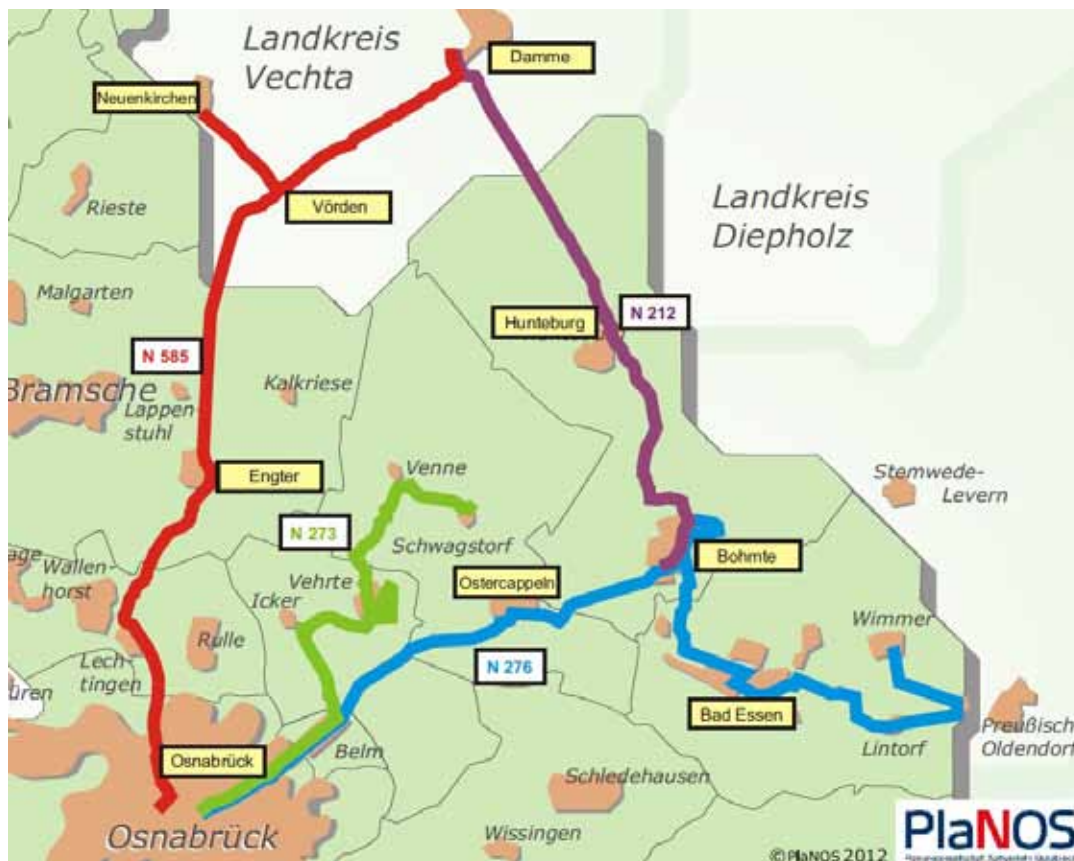 Landkreis
Vechta
Damme
Neuenkirchen
Rieste
Vörden
Landkreis
Diepholz
Malgarten
Hunteburg
N 212
N 585
Bramsche
Kalkriese
Lappen
stuhl
Engter
Venne
Stemwede-
Levern
N 273
Schwagstorf
Bohmte
age
Wallen
horst
Vehrte
Ostercappeln
Icker
Wimmer
Rulle
Lech-
tingen
N 276
üren
Bad Essen
Lintorf
Preußisch
Oldendorf
Osnabrück
Belm
Schledehausen
Osnabrück
Wissingen
PlaNOS
©PlaNOS 2012